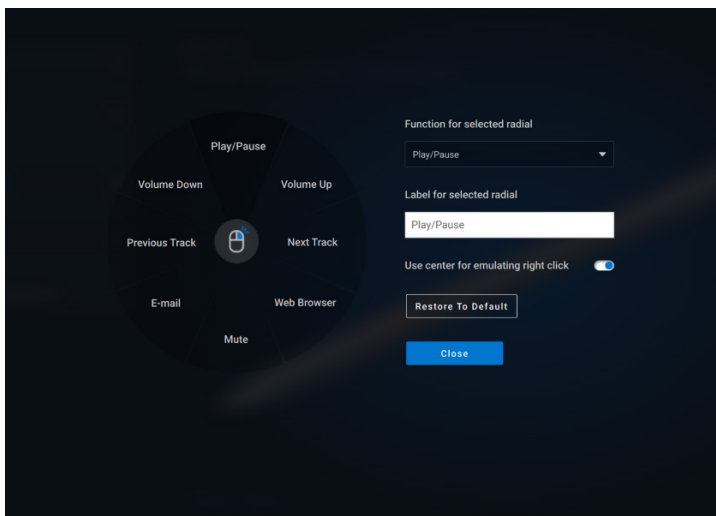 Play/Pause
Volume Down
Volume Up
Previous Track
Next Track
E-mail
Web Browser
Mute
Function for selected radial
Play/Pause
Label for selected radial
Play/Pause
Use center for emulating right click
Restore To Default
Close